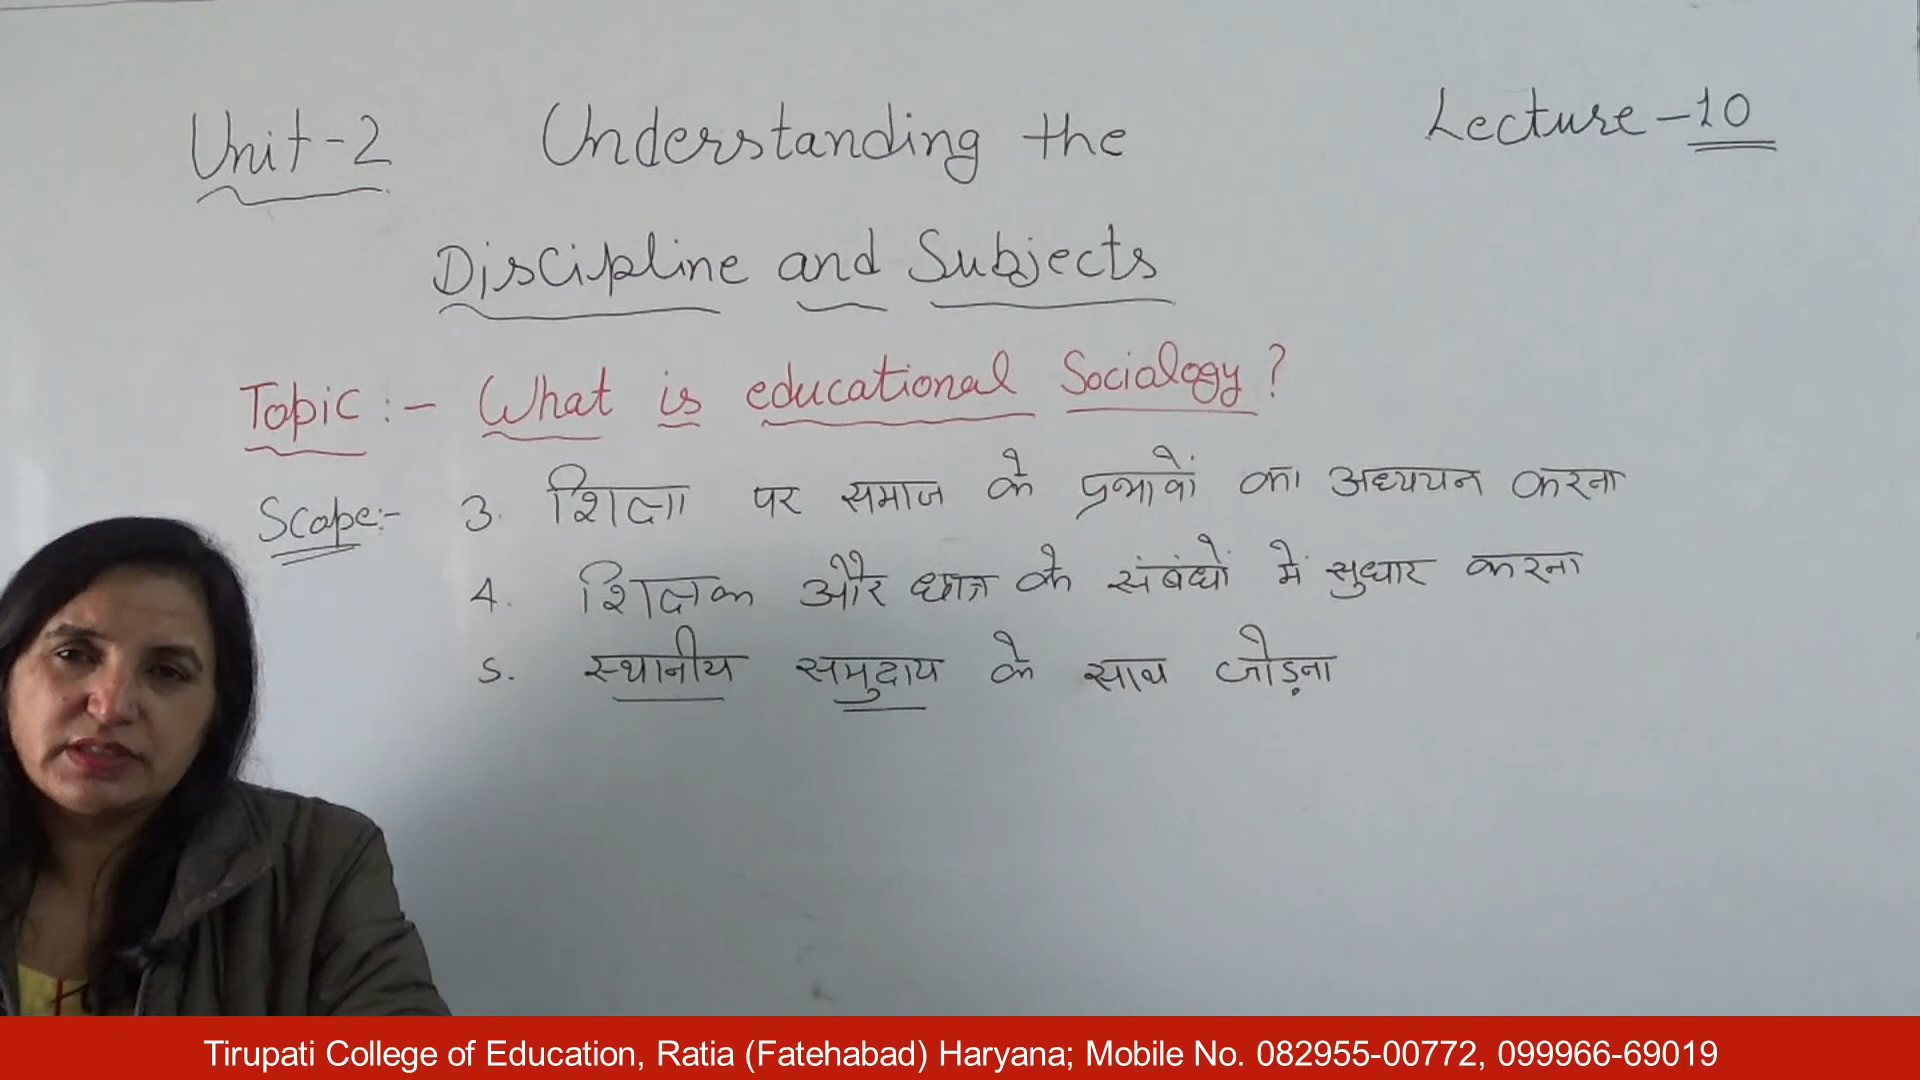 Unit-2 Understanding the Lecture-10
Discipline and Subjects
Topic:- What is educational Socialogy?
Scope:- 3. शिक्षा पर समाज के प्रभावों का अध्ययन करना
4. शिक्षक और छात्र के संबंधों में सुधार करना
5. स्थानीय समुदाय के साथ जोड़ना
Tirupati College of Education, Ratia (Fatehabad) Haryana; Mobile No. 082955-00772, 099966-69019